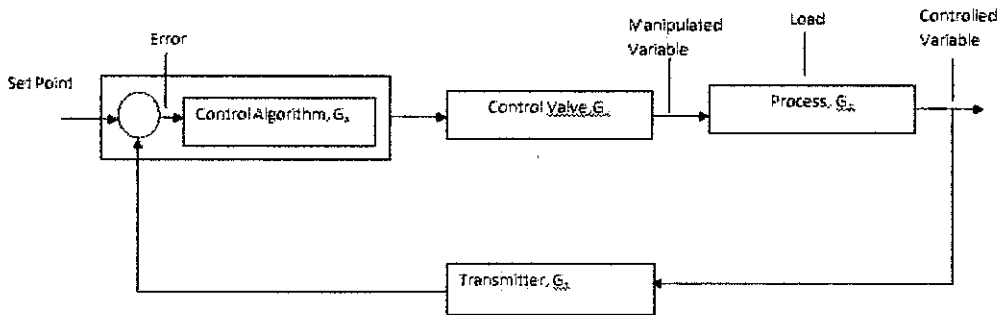 Error
Manipulated
Variable
Load
Controlled
Variable
Set Point
Control Algorithm,
Control Valve,
Process,
Transmitter,